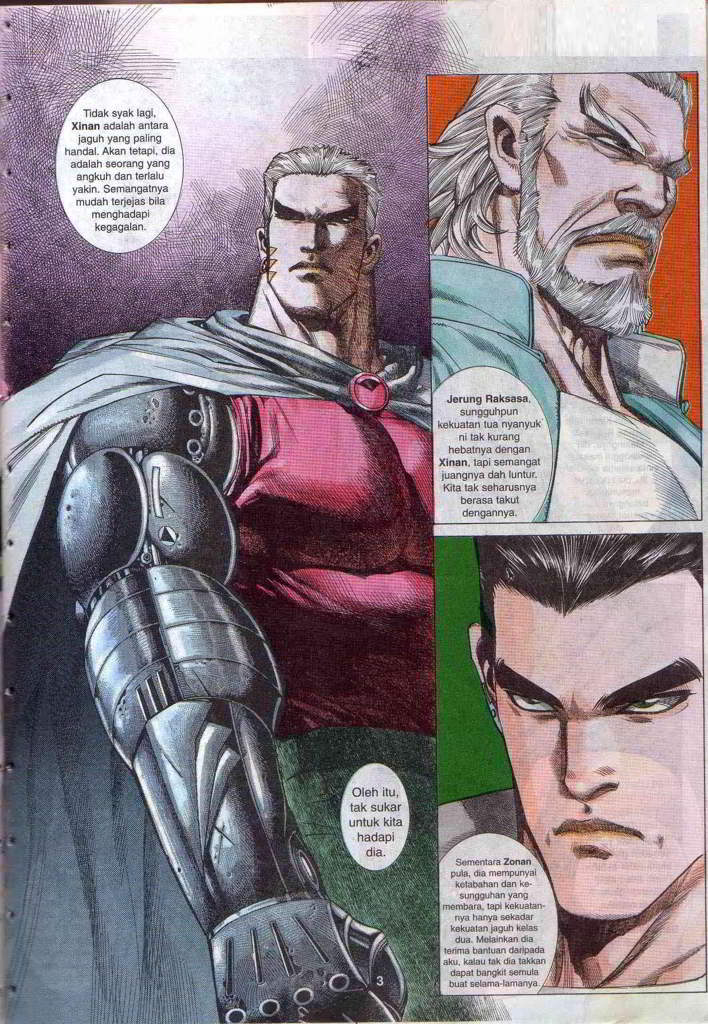 Tidak syak lagi,
Xinan adalah antara
jaguh yang paling
handal. Akan tetapi, dia
adalah seorang yang
angkuh dan terlalu
yakin. Semangatnya
mudah terjejas bila
menghadapi
kegagalan.
Oleh itu,
tak sukar
untuk kita
hadapi
dia.
Jerung Raksasa,
sungguhpun
kekuatan tua nyanyuk
ni tak kurang
hebatnya dengan
Xinan, tapi semangat
juangnya dah luntur.
Kita tak seharusnya
berasa takut
dengannya.
Sementara Zonan
pula, dia mempunyai
ketabahan dan ke-
sungguhan yang
membara, tapi kekuatan-
nya hanya sekadar
kekuatan jaguh kelas
dua. Melainkan dia
terima bantuan daripada
aku, kalau tak dia takkan
dapat bangkit semula
buat selama-lamanya.
3